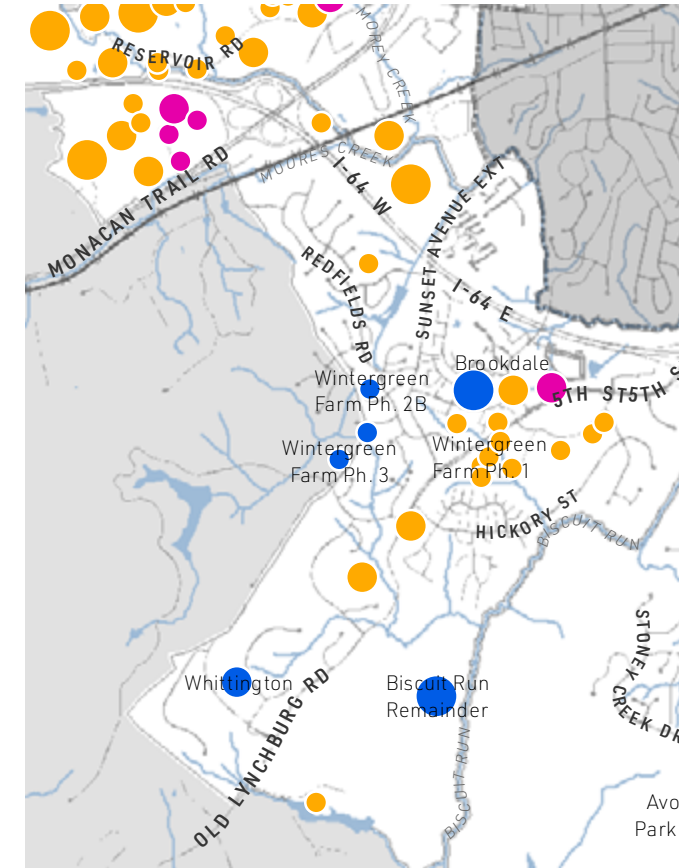 RESERVOIR RD
MOREY CREEK
MOORES CREEK
I-64 W
MONACAN TRAIL RD
SUNSET AVENUE EXT
REDFIELDS RD
I-64 E
Brookdale
Wintergreen
Farm Ph. 2B
5TH ST5TH S
Wintergreen
Farm Ph. 3
Wintergreen
Farm Ph. 1
HICKORY ST
BISCUIT RUN
STONEY
CREEK DR
Whittington
Biscuit Run
Remainder
OLD LYNCHBURG RD
BISCUIT RUN
Avo
Park